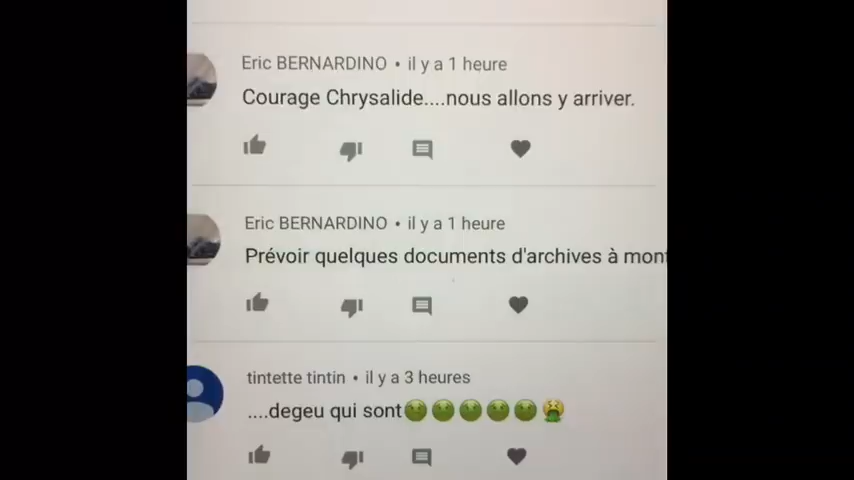 Eric BERNARDINO • il y a 1 heure
Courage Chrysalide....nous allons y arriver.
Eric BERNARDINO • il y a 1 heure
Prévoir quelques documents d'archives à mont
tintette tintin • il y a 3 heures
....degeu qui sont🤢🤢🤢🤢🤢🤮